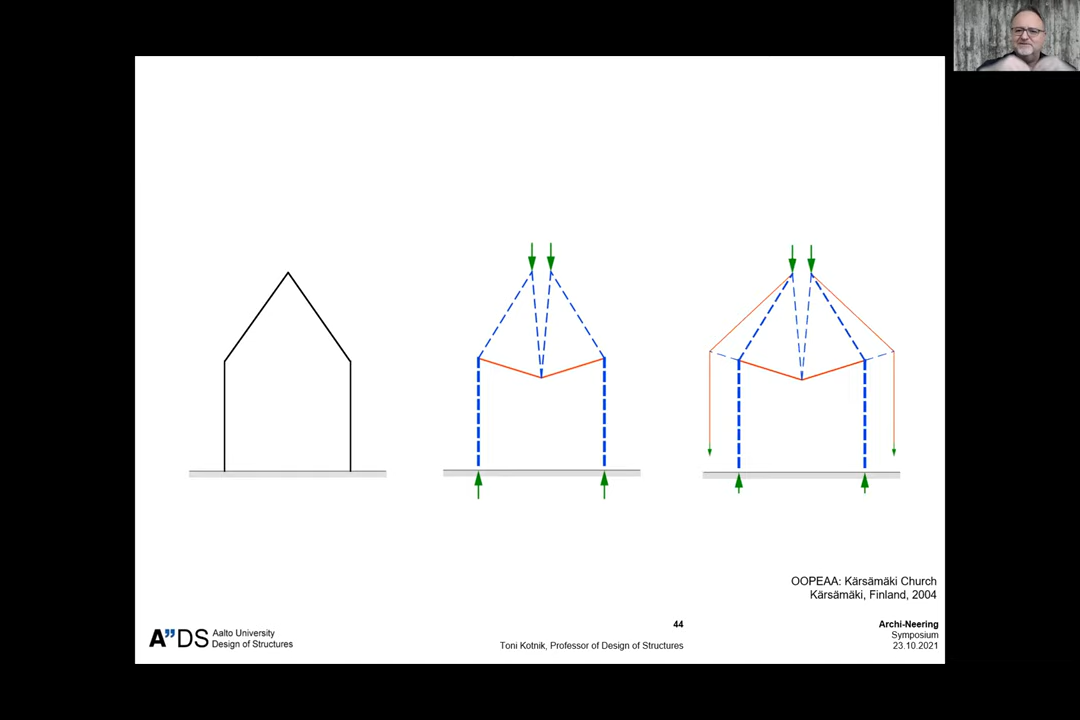 OOPEAA: Kärsämäki Church
Kärsämäki, Finland, 2004
44
Archi-Neering
Symposium
23.10.2021
A"DS Aalto University
Design of Structures
Toni Kotnik, Professor of Design of Structures